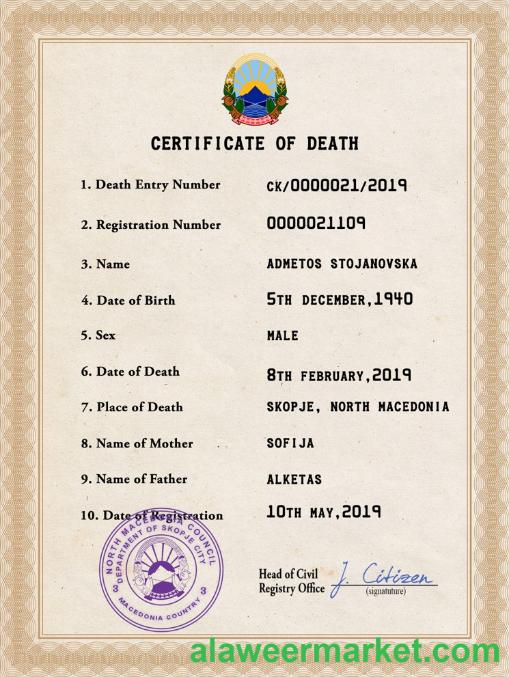 CERTIFICATE OF DEATH
1. Death Entry Number CK/0000021/2019
2. Registration Number 0000021109
3. Name ADMETOS STOJANOVSKA
4. Date of Birth 5TH DECEMBER,1940
5. Sex MALE
6. Date of Death 8TH FEBRUARY,2019
7. Place of Death SKOPJE, NORTH MACEDONIA
8. Name of Mother SOFIJA
9. Name of Father ALKETAS
10. Date of Registration 10TH MAY,2019
NORTH MACEDONIA COUNCIL
DEPARTMENT OF SKOPJE CITY
3 3
MACEDONIA COUNTRY
Head of Civil
Registry Office J. Citizen
(signatuture)
alaweermarket.com